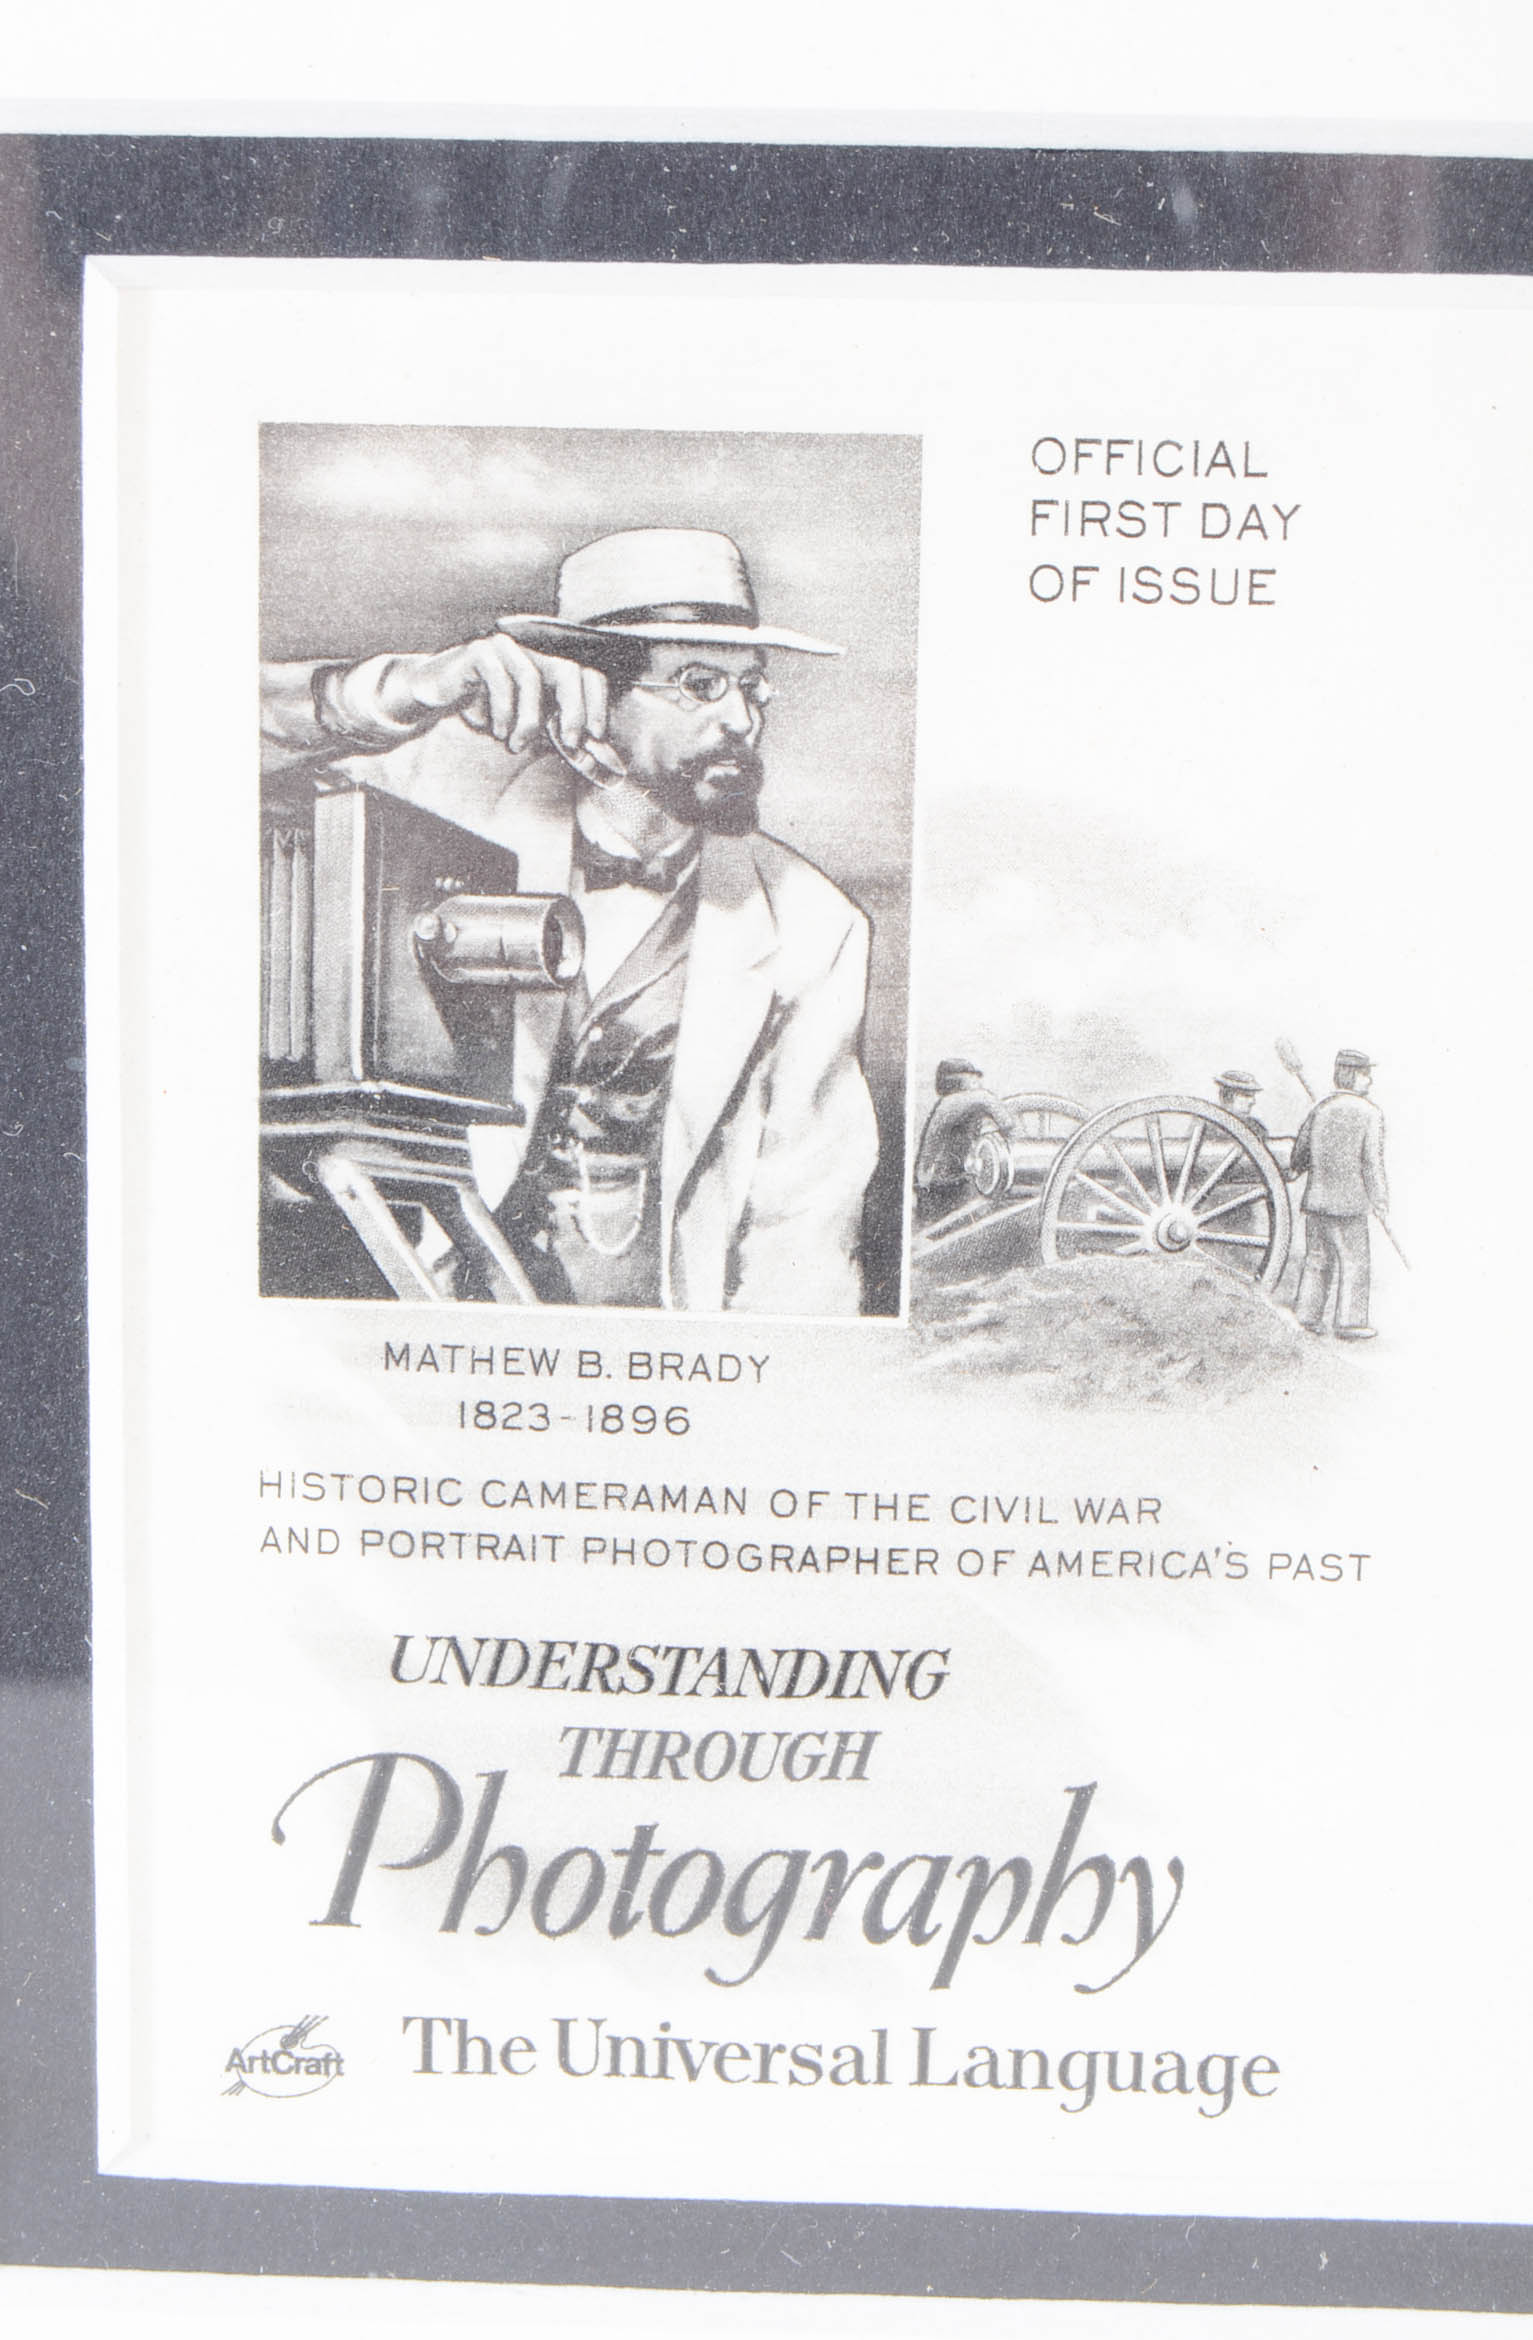 OFFICIAL
FIRST DAY
OF ISSUE
MATHEW B. BRADY
1823-1896
HISTORIC CAMERAMAN OF THE CIVIL WAR
AND PORTRAIT PHOTOGRAPHER OF AMERICA'S PAST
UNDERSTANDING
THROUGH
Photography
The Universal Language
ArtCraft